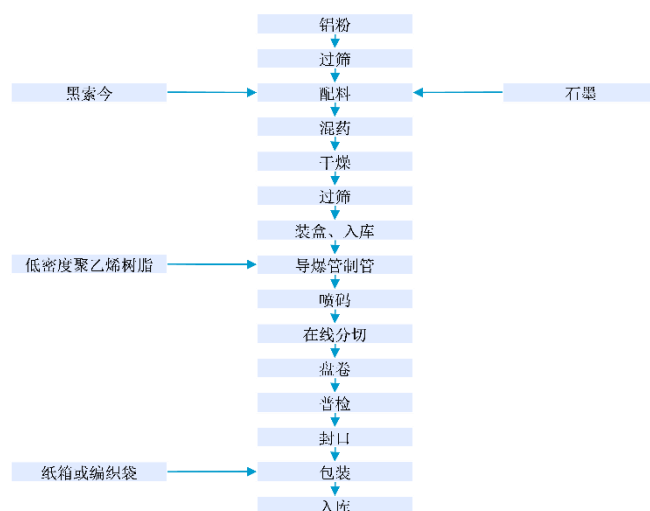 铝粉
过筛
黑索今
配料
石墨
混药
干燥
过筛
装盒、入库
低密度聚乙烯树脂
导爆管制管
喷码
在线分切
盘卷
普检
封口
纸箱或编织袋
包装
入库